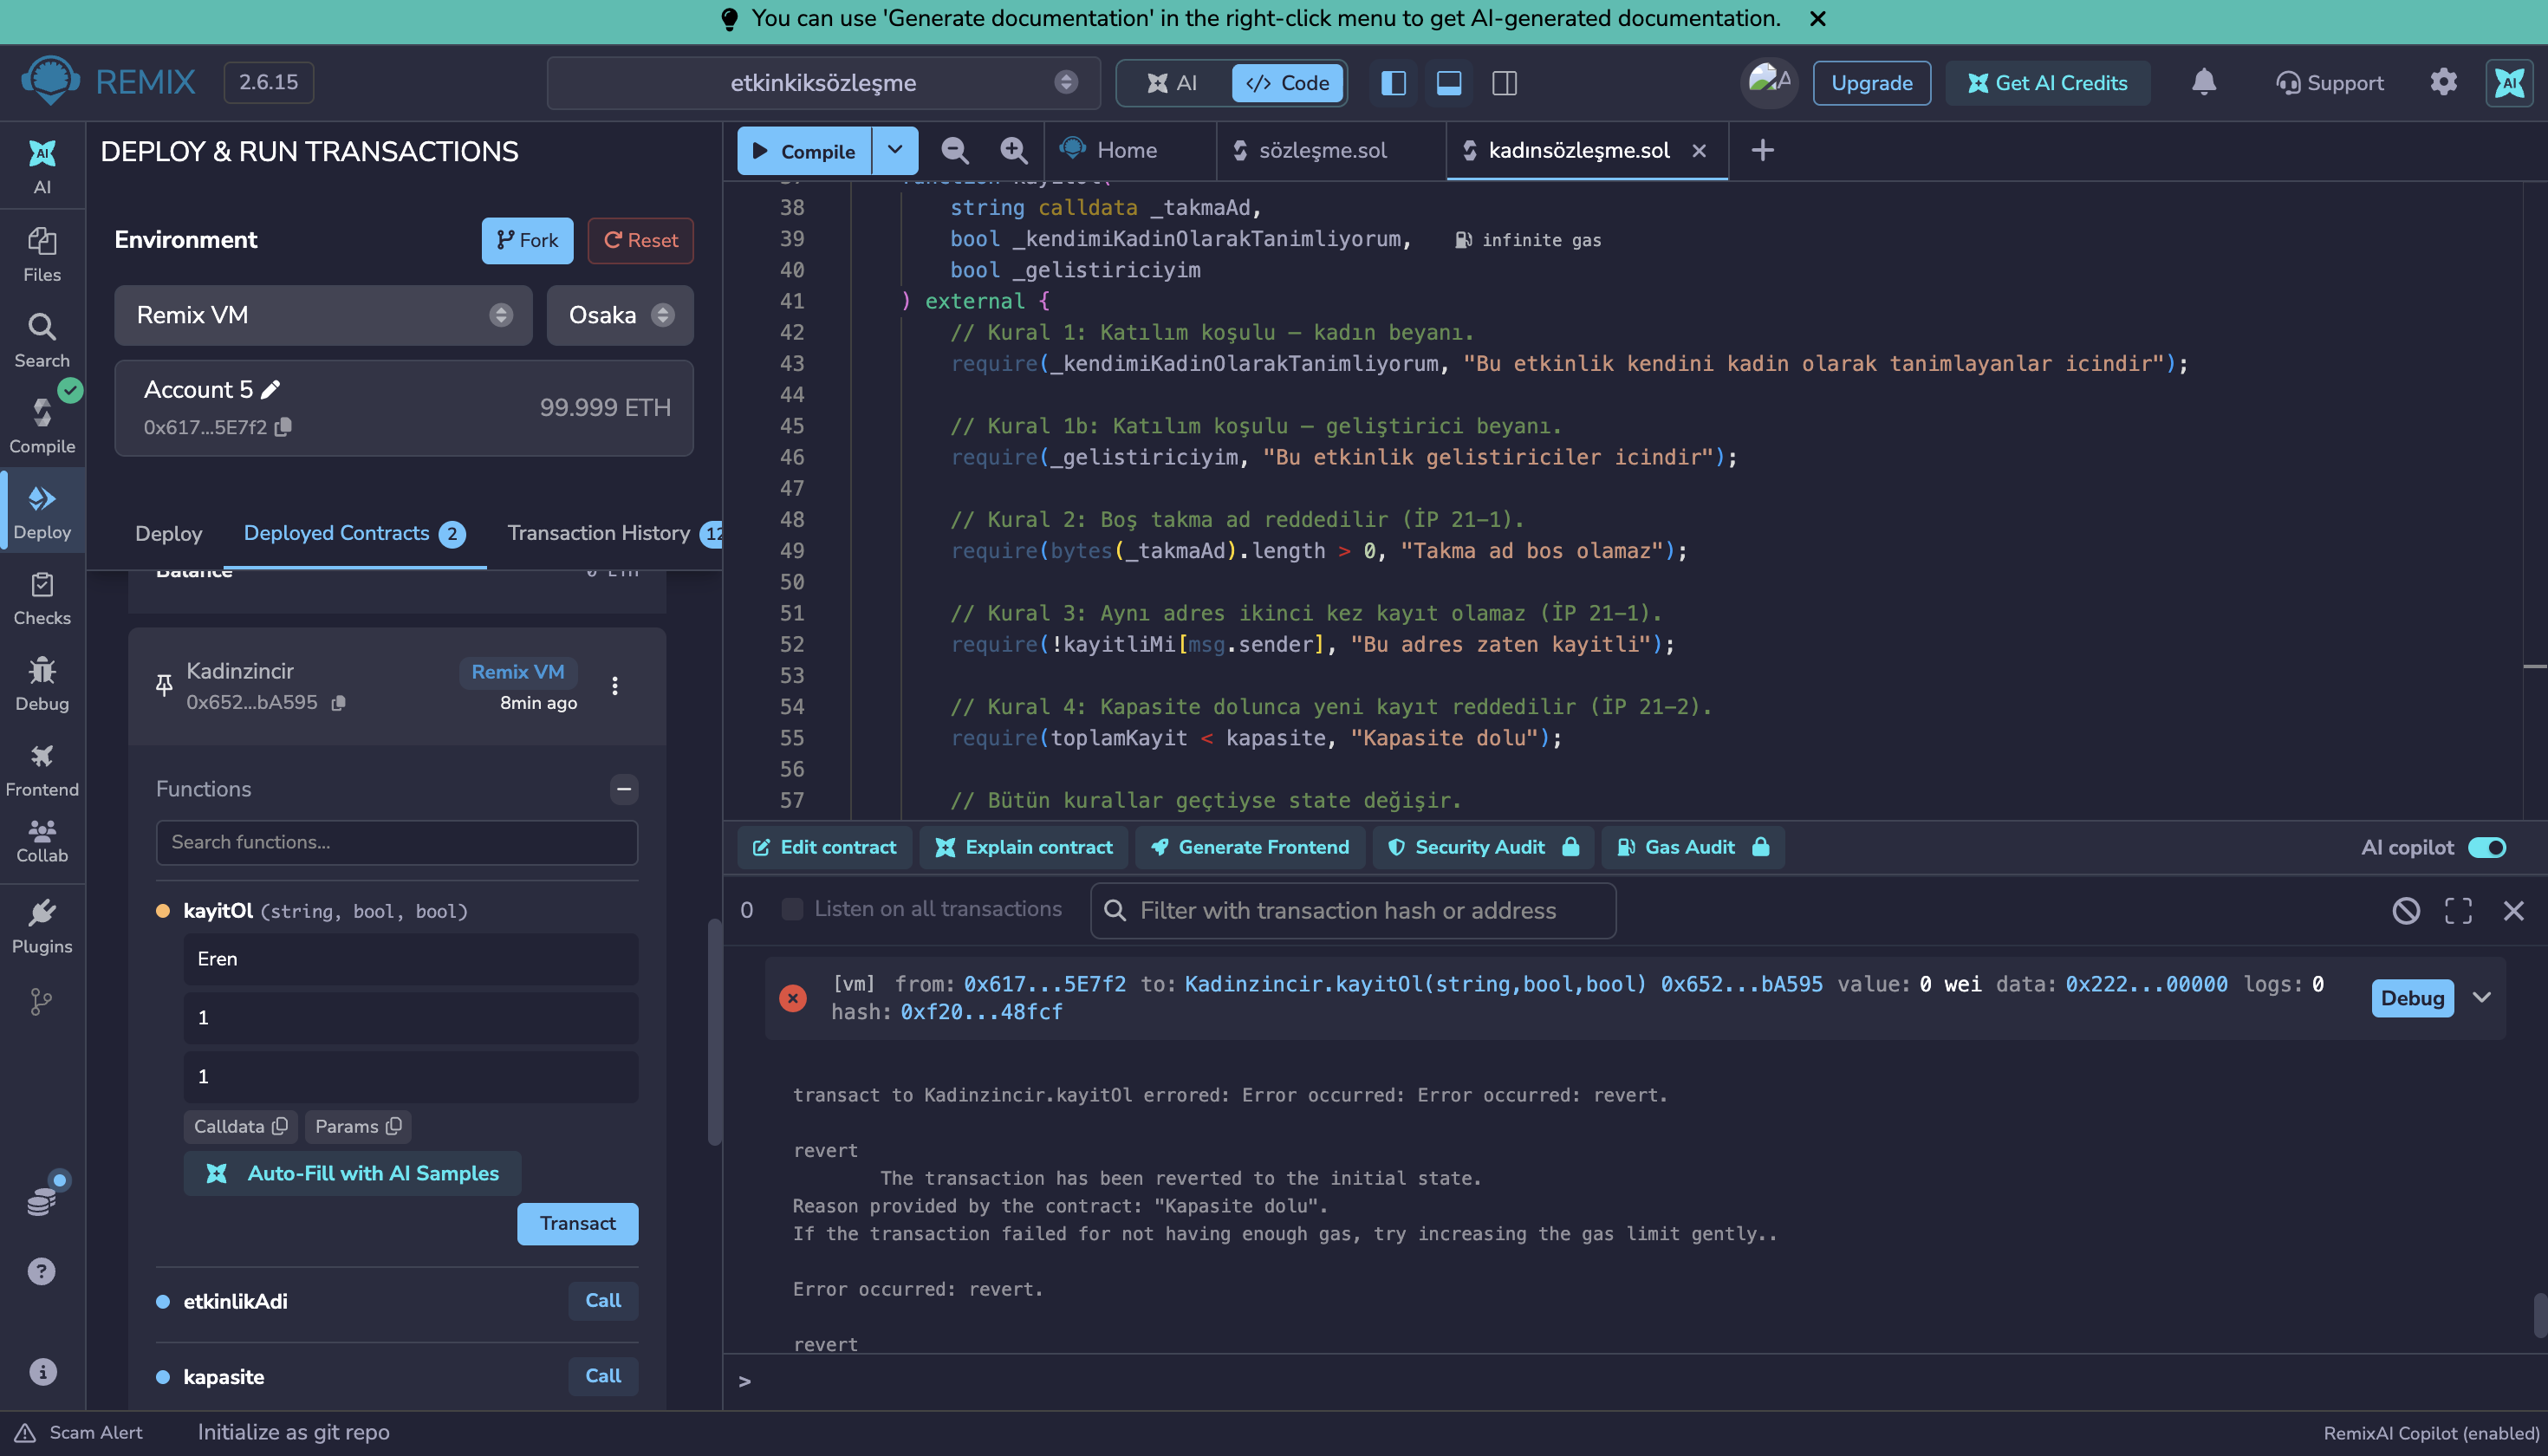 You can use 'Generate documentation' in the right-click menu to get AI-generated documentation.
REMIX
2.6.15
etkinkiksözleşme
AI
</> Code
A
Upgrade
Get AI Credits
Support
AI
AI
AI
Files
Search
Compile
Deploy
Checks
Debug
Frontend
Collab
Plugins
DEPLOY & RUN TRANSACTIONS
Environment
Fork
Reset
Remix VM
Osaka
Account 5
0x617...5E7f2
99.999 ETH
Deploy
Deployed Contracts 2
Transaction History 12
Balance
0 ETH
Kadinzincir
0x652...bA595
Remix VM
8min ago
Functions
Search functions...
kayitOl (string, bool, bool)
Eren
1
1
Calldata
Params
Auto-Fill with AI Samples
Transact
etkinlikAdi
Call
kapasite
Call
Compile
Home
sözleşme.sol
kadınsözleşme.sol
37 function kayitOl(
38 string calldata _takmaAd,
39 bool _kendimiKadinOlarakTanimliyorum, infinite gas
40 bool _gelistiriciyim
41 ) external {
42 // Kural 1: Katılım koşulu — kadın beyanı.
43 require(_kendimiKadinOlarakTanimliyorum, "Bu etkinlik kendini kadin olarak tanimlayanlar icindir");
44
45 // Kural 1b: Katılım koşulu — geliştirici beyanı.
46 require(_gelistiriciyim, "Bu etkinlik gelistiriciler icindir");
47
48 // Kural 2: Boş takma ad reddedilir (İP 21-1).
49 require(bytes(_takmaAd).length > 0, "Takma ad bos olamaz");
50
51 // Kural 3: Aynı adres ikinci kez kayıt olamaz (İP 21-1).
52 require(!kayitliMi[msg.sender], "Bu adres zaten kayitli");
53
54 // Kural 4: Kapasite dolunca yeni kayıt reddedilir (İP 21-2).
55 require(toplamKayit < kapasite, "Kapasite dolu");
56
57 // Bütün kurallar geçtiyse state değişir.
Edit contract
Explain contract
Generate Frontend
Security Audit
Gas Audit
AI copilot
0
Listen on all transactions
Filter with transaction hash or address
[vm] from: 0x617...5E7f2 to: Kadinzincir.kayitOl(string,bool,bool) 0x652...bA595 value: 0 wei data: 0x222...00000 logs: 0
hash: 0xf20...48fcf
Debug
transact to Kadinzincir.kayitOl errored: Error occurred: Error occurred: revert.
revert
The transaction has been reverted to the initial state.
Reason provided by the contract: "Kapasite dolu".
If the transaction failed for not having enough gas, try increasing the gas limit gently..
Error occurred: revert.
revert
>
Scam Alert
Initialize as git repo
RemixAI Copilot (enabled)